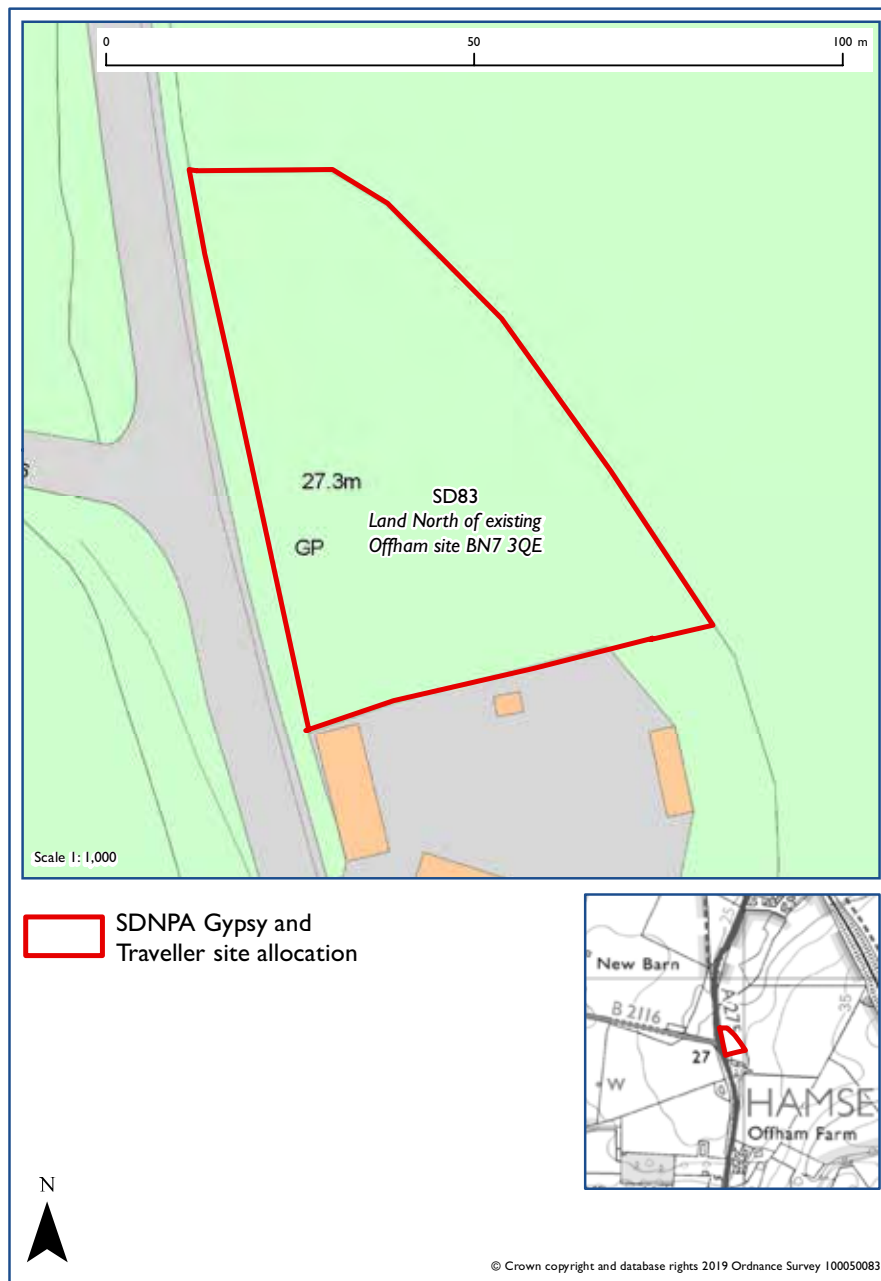 0 50 100 m
27.3m
SD83
Land North of existing
Offham site BN7 3QE
GP
Scale 1: 1,000
SDNPA Gypsy and
Traveller site allocation
New Barn
25
35
B 2116
27
W
HAMSE
Offham Farm
N
© Crown copyright and database rights 2019 Ordnance Survey 100050083